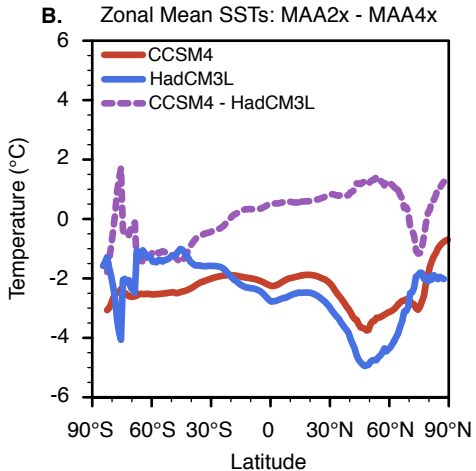 B. Zonal Mean SSTs: MAA2x - MAA4x
CCSM4
HadCM3L
CCSM4 - HadCM3L
Temperature (°C)
6
4
2
0
-2
-4
-6
90°S 60°S 30°S 0 30°N 60°N 90°N
Latitude